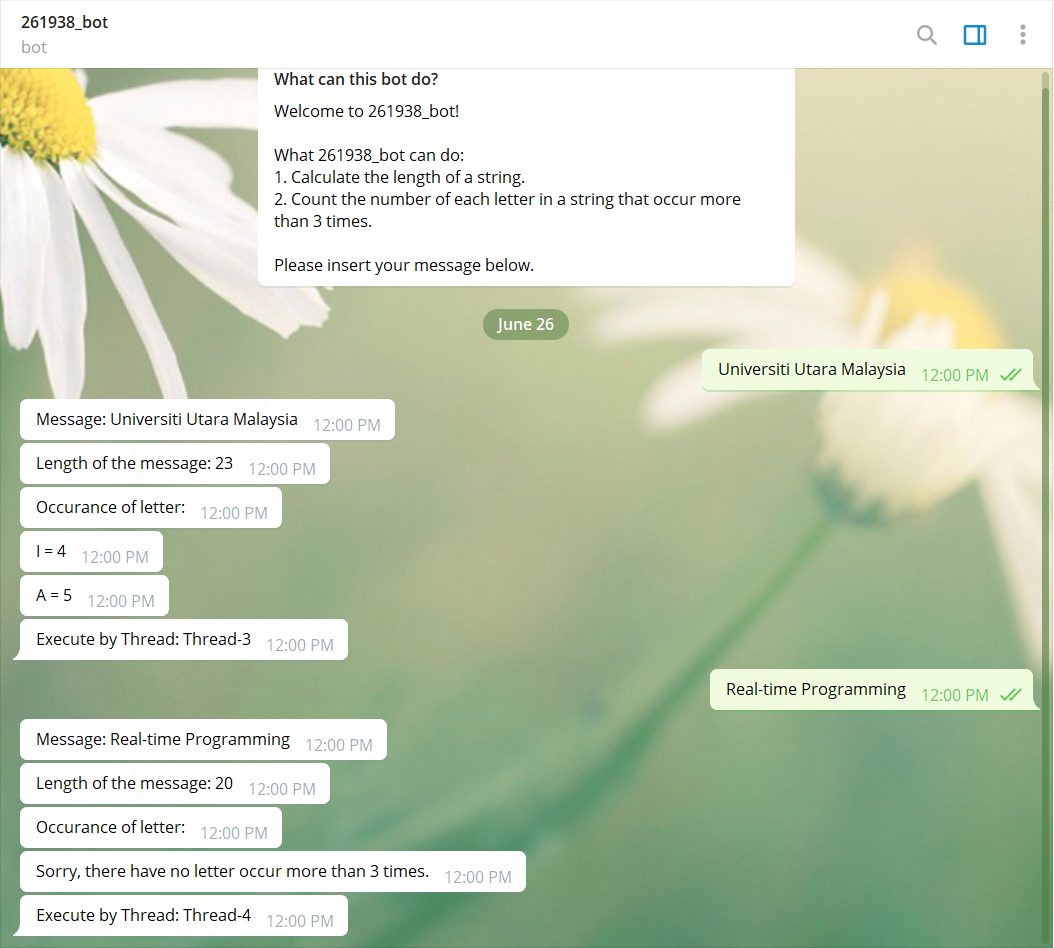 261938_bot
bot
What can this bot do?
Welcome to 261938_bot!
What 261938_bot can do:
1. Calculate the length of a string.
2. Count the number of each letter in a string that occur more
than 3 times.
Please insert your message below.
June 26
Universiti Utara Malaysia 12:00 PM
Message: Universiti Utara Malaysia 12:00 PM
Length of the message: 23 12:00 PM
Occurance of letter: 12:00 PM
I = 4 12:00 PM
A = 5 12:00 PM
Execute by Thread: Thread-3 12:00 PM
Real-time Programming 12:00 PM
Message: Real-time Programming 12:00 PM
Length of the message: 20 12:00 PM
Occurance of letter: 12:00 PM
Sorry, there have no letter occur more than 3 times. 12:00 PM
Execute by Thread: Thread-4 12:00 PM